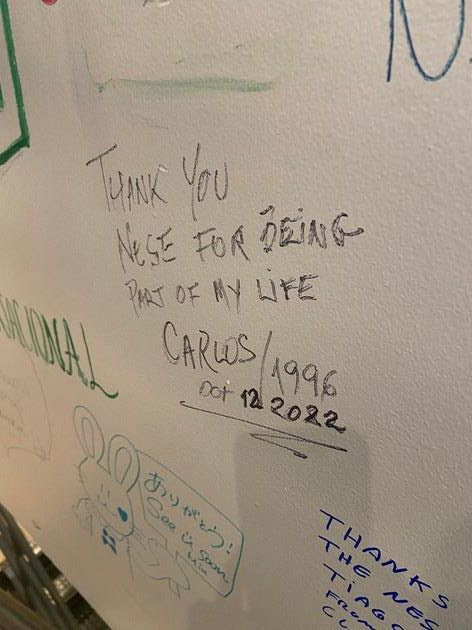 THANK YOU
NESE FOR BEING
PART OF MY LIFE
CARLOS/1996
OCT 12 2022
ありがとう!
See u soon
THANKS
THE NES
TIAGO
FROM